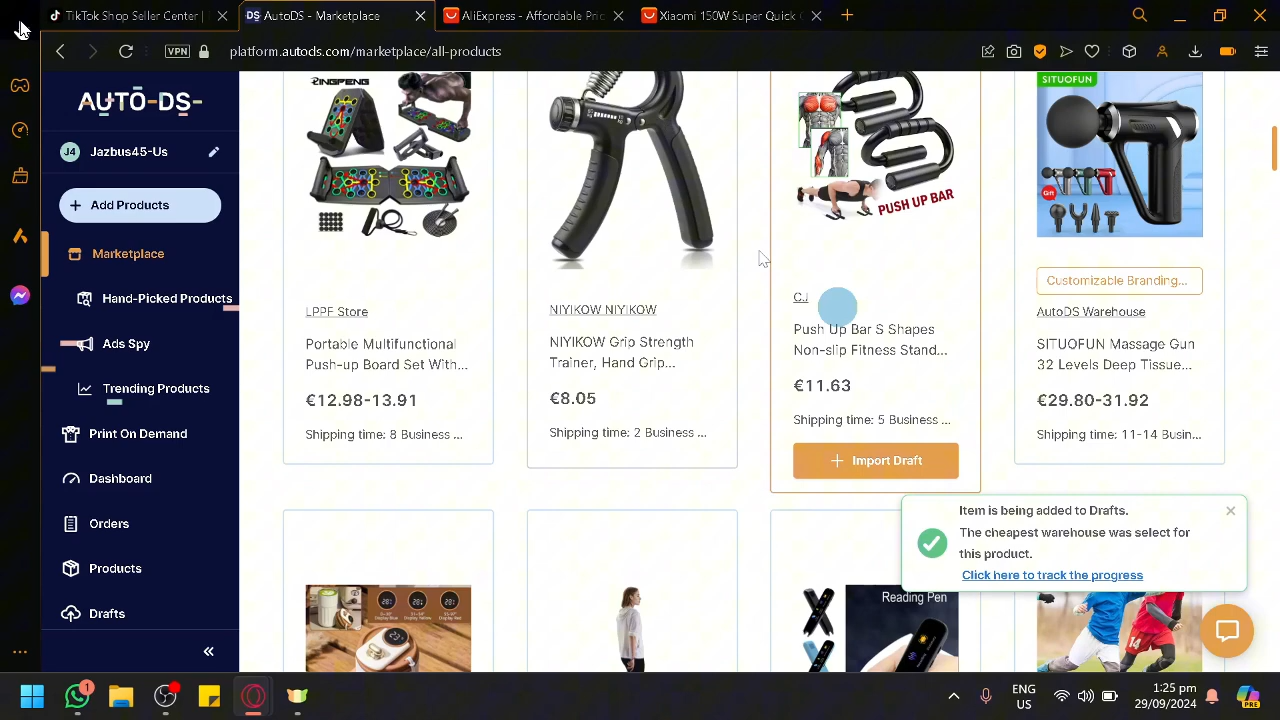 TikTok Shop Seller Center |
DS AutoDS - Marketplace
AliExpress - Affordable Pric
Xiaomi 150W Super Quick C
VPN
platform.autods.com/marketplace/all-products
AUTO-DS-
J4 Jazbus45-Us
+ Add Products
Marketplace
Hand-Picked Products
Ads Spy
Trending Products
Print On Demand
Dashboard
Orders
Products
Drafts
«
ZINGPENG
LPPF Store
Portable Multifunctional
Push-up Board Set With...
€12.98-13.91
Shipping time: 8 Business ...
NIYIKOW NIYIKOW
NIYIKOW Grip Strength
Trainer, Hand Grip...
€8.05
Shipping time: 2 Business ...
PUSH UP BAR
CJ
Push Up Bar S Shapes
Non-slip Fitness Stand...
€11.63
Shipping time: 5 Business ...
+ Import Draft
SITUOFUN
Gift
Customizable Branding...
AutoDS Warehouse
SITUOFUN Massage Gun
32 Levels Deep Tissue...
€29.80-31.92
Shipping time: 11-14 Busin...
Item is being added to Drafts.
The cheapest warehouse was select for
this product.
Click here to track the progress
Reading Pen
14
1
ENG
US
1:25 pm
29/09/2024
PRE